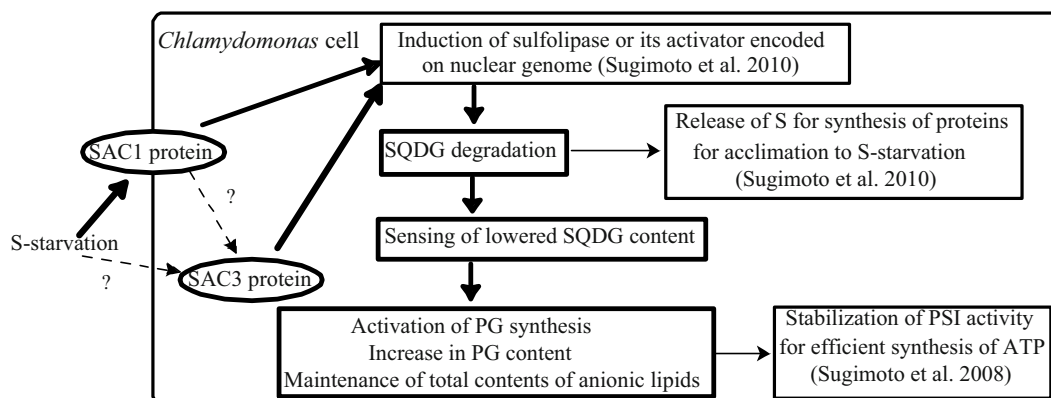 Chlamydomonas cell
Induction of sulfolipase or its activator encoded
on nuclear genome (Sugimoto et al. 2010)
SAC1 protein
SQDG degradation
Release of S for synthesis of proteins
for acclimation to S-starvation
(Sugimoto et al. 2010)
?
S-starvation
Sensing of lowered SQDG content
?
SAC3 protein
Activation of PG synthesis
Increase in PG content
Maintenance of total contents of anionic lipids
Stabilization of PSI activity
for efficient synthesis of ATP
(Sugimoto et al. 2008)